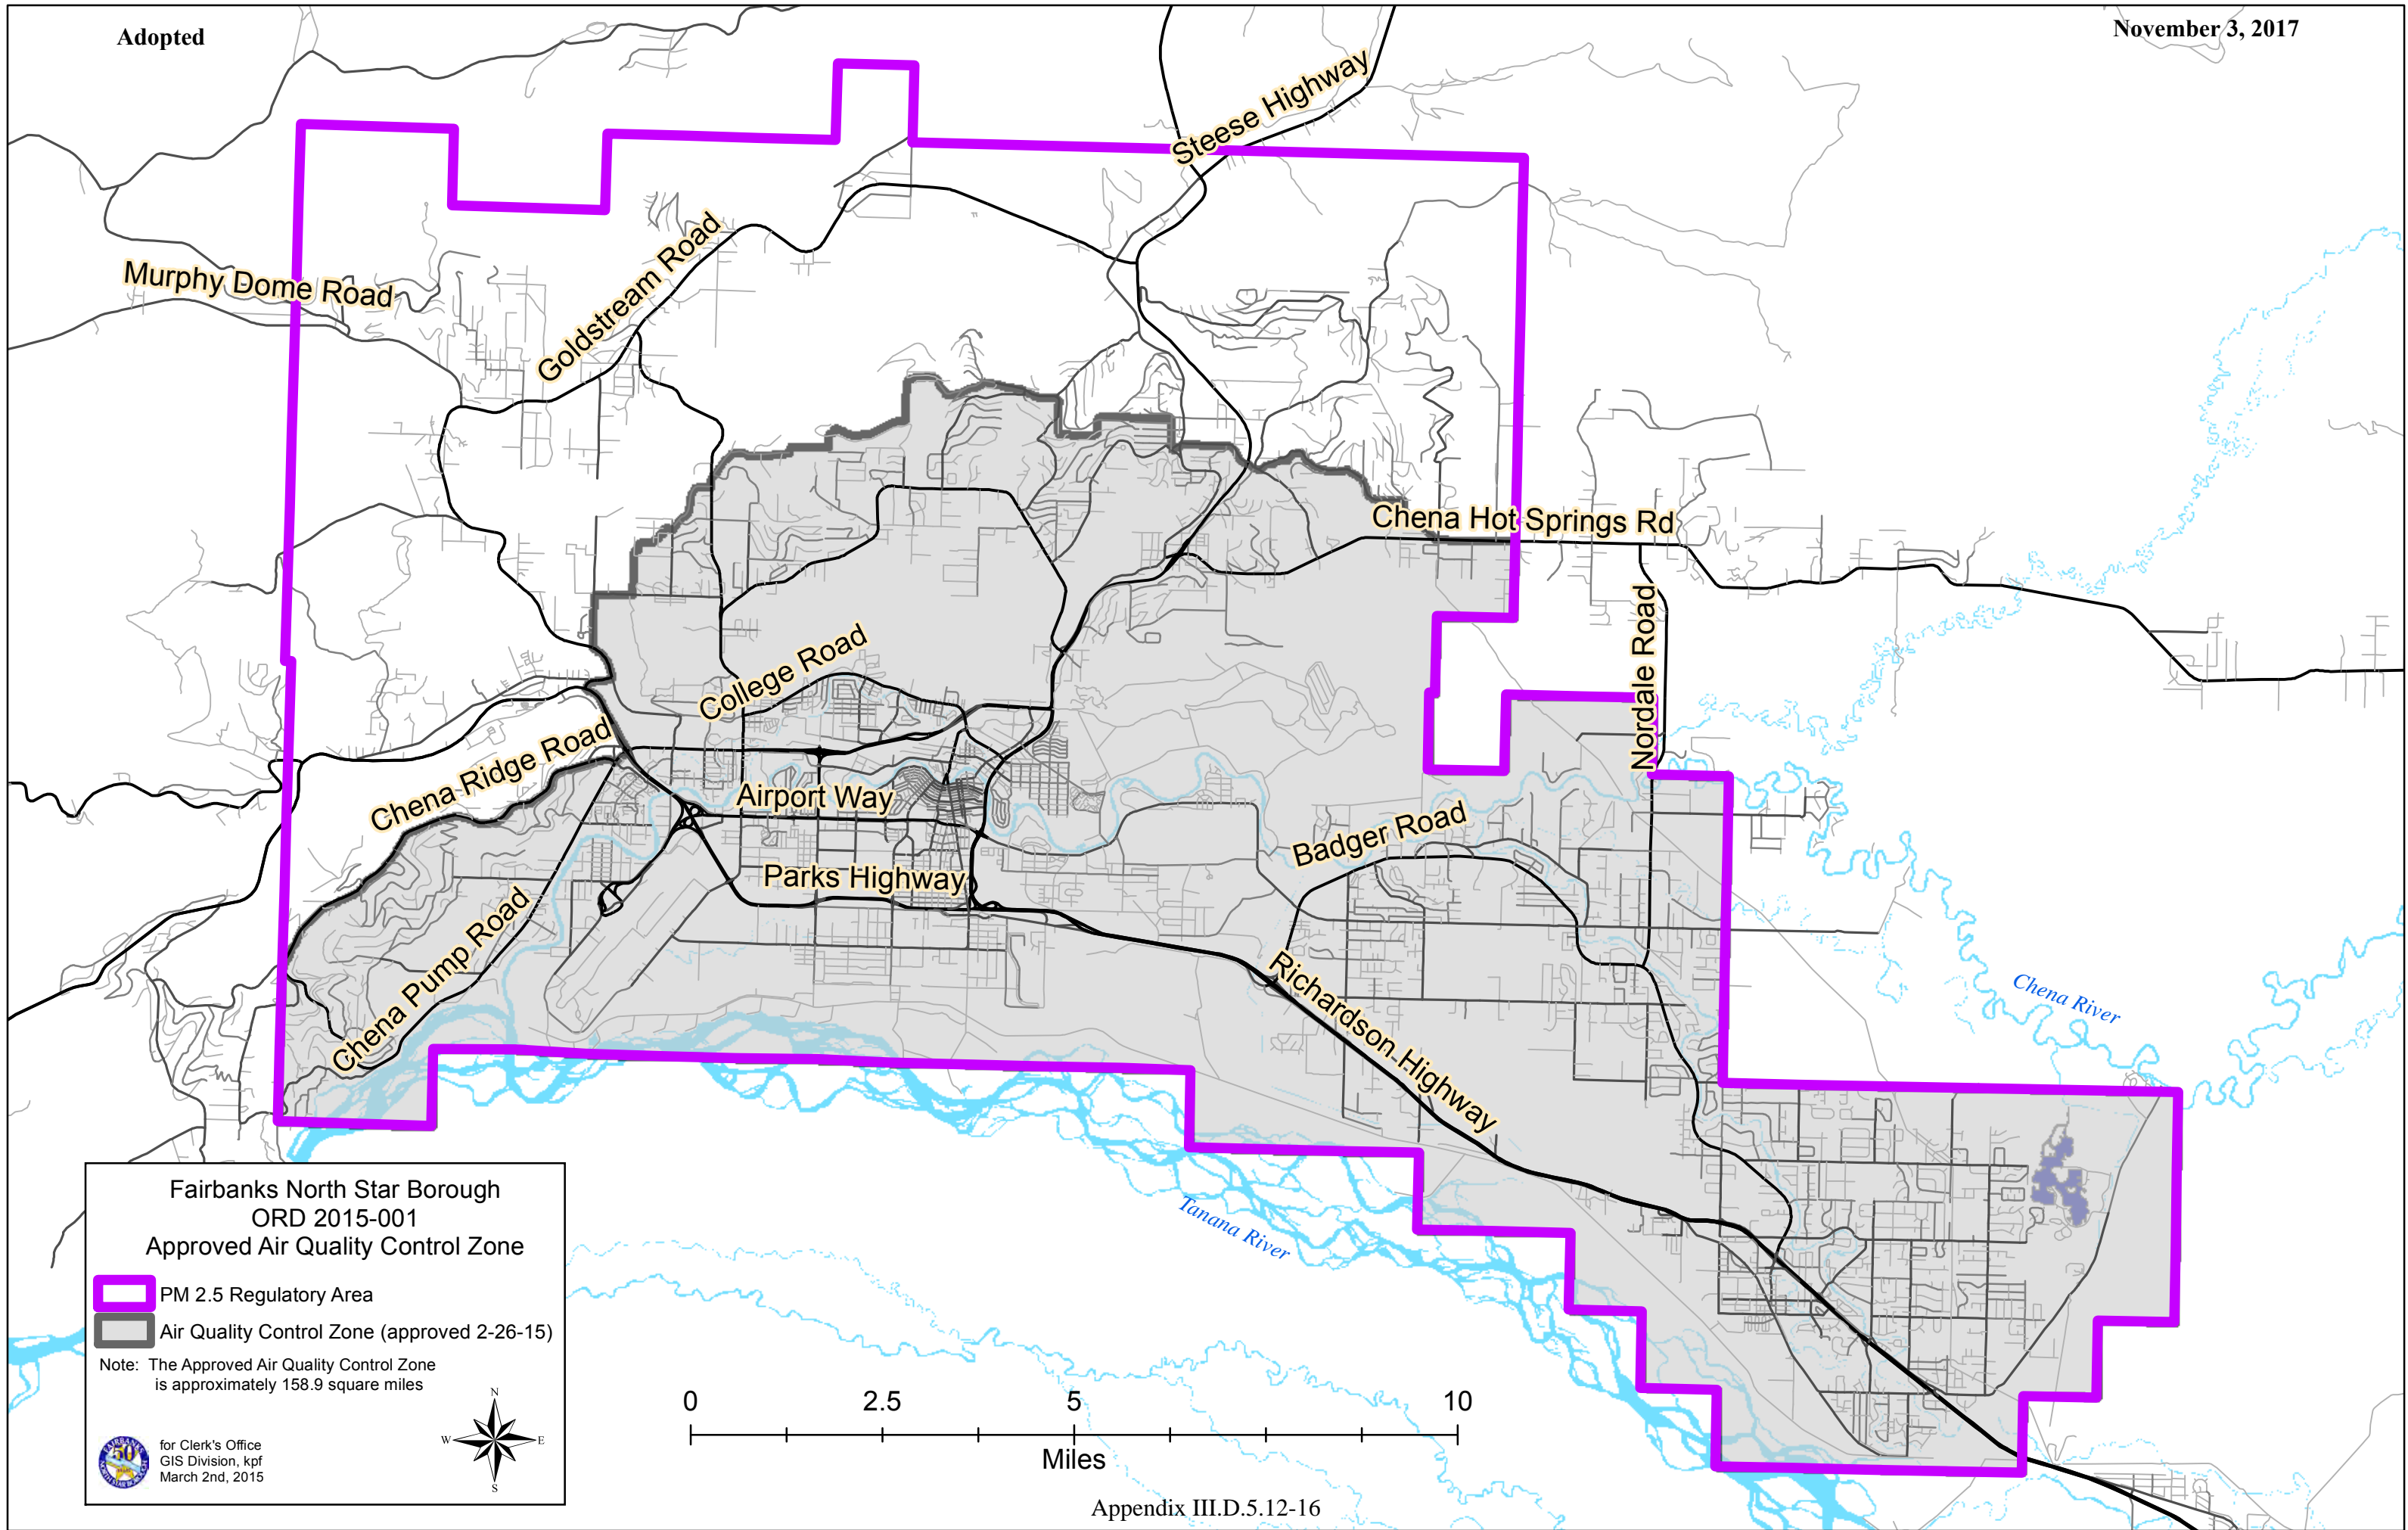 Adopted
November 3, 2017
Steese Highway
Murphy Dome Road
Goldstream Road
Chena Hot Springs Rd
Nordale Road
College Road
Chena Ridge Road
Airport Way
Badger Road
Parks Highway
Chena Pump Road
Richardson Highway
Chena River
Tanana River
Fairbanks North Star Borough
ORD 2015-001
Approved Air Quality Control Zone
PM 2.5 Regulatory Area
Air Quality Control Zone (approved 2-26-15)
Note: The Approved Air Quality Control Zone
is approximately 158.9 square miles
N
W
E
S
FAIRBANKS
50
NORTH STAR BOROUGH
for Clerk's Office
GIS Division, kpf
March 2nd, 2015
0 2.5 5 10
Miles
Appendix III.D.5.12-16